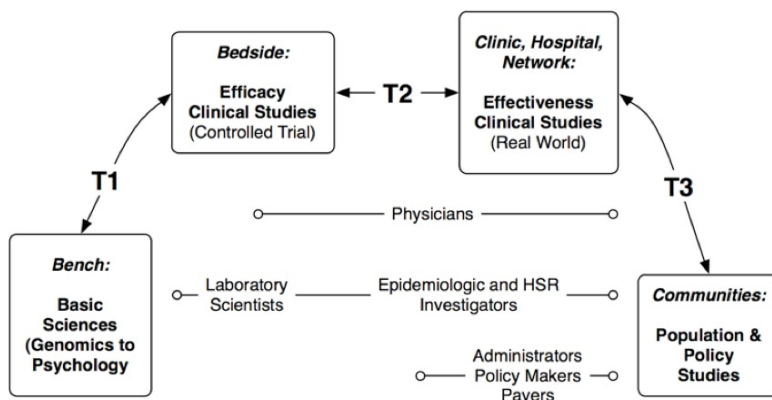 Bedside:
Efficacy
Clinical Studies
(Controlled Trial)
T2
Clinic, Hospital,
Network:
Effectiveness
Clinical Studies
(Real World)
T1
T3
Physicians
Bench:
Basic
Sciences
(Genomics to
Psychology
Laboratory
Scientists
Epidemiologic and HSR
Investigators
Communities:
Population &
Policy
Studies
Administrators
Policy Makers
Payers